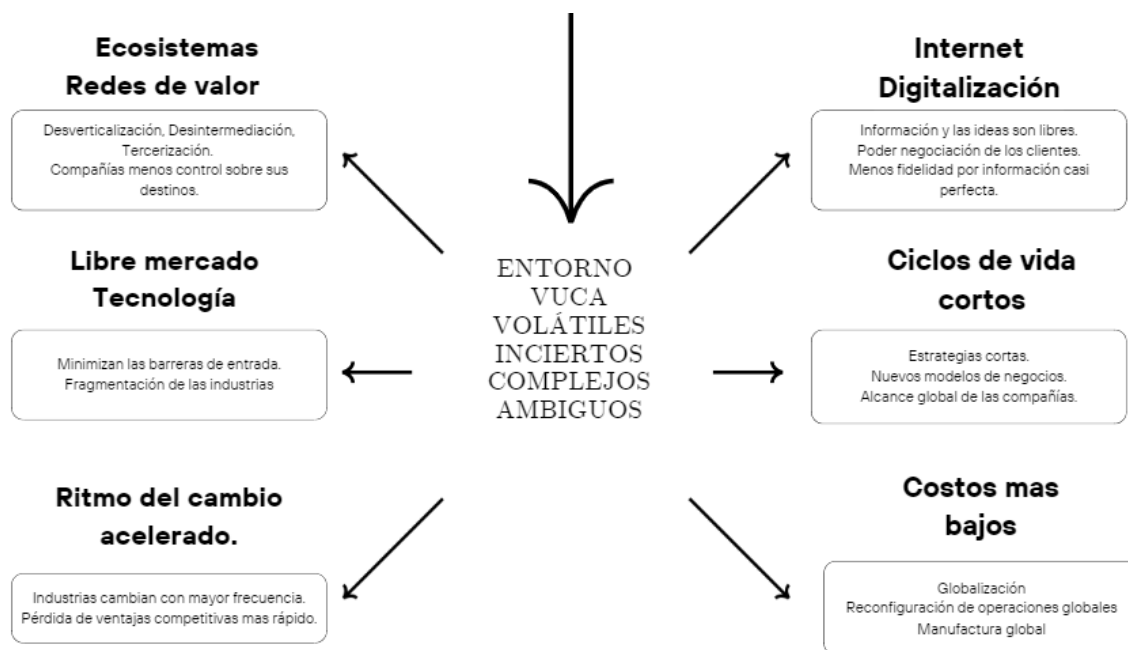 Ecosistemas
Redes de valor
Desverticalización, Desintermediación,
Tercerización.
Compañías menos control sobre sus
destinos.
Libre mercado
Tecnología
Minimizan las barreras de entrada.
Fragmentación de las industrias
Ritmo del cambio
acelerado.
Industrias cambian con mayor frecuencia.
Pérdida de ventajas competitivas mas rápido.
ENTORNO
VUCA
VOLÁTILES
INCIERTOS
COMPLEJOS
AMBIGUOS
Internet
Digitalización
Información y las ideas son libres.
Poder negociación de los clientes.
Menos fidelidad por información casi
perfecta.
Ciclos de vida
cortos
Estrategias cortas.
Nuevos modelos de negocios.
Alcance global de las compañías.
Costos mas
bajos
Globalización
Reconfiguración de operaciones globales
Manufactura global